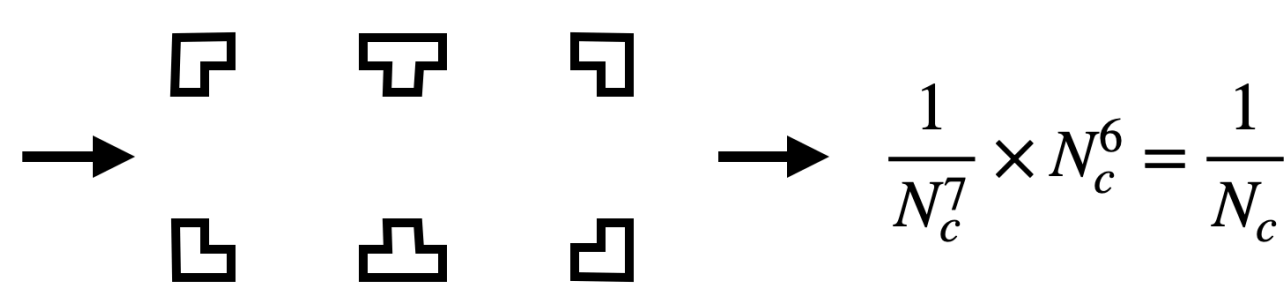 1/N_c^7 × N_c^6 = 1/N_c